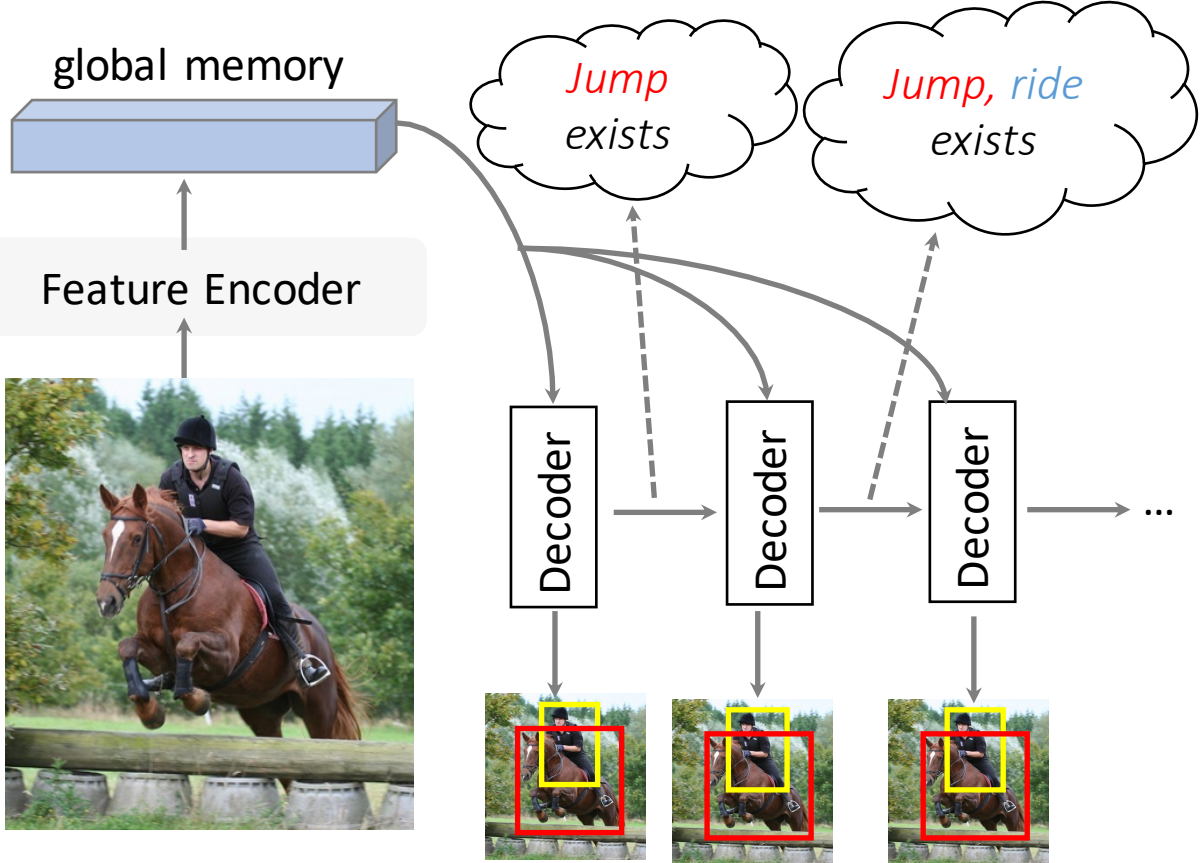 global memory
Feature Encoder
Jump
exists
Jump, ride
exists
Decoder
Decoder
Decoder
...